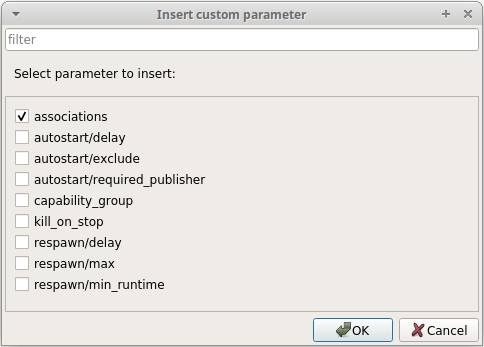 Insert custom parameter
filter
Select parameter to insert:
associations
autostart/delay
autostart/exclude
autostart/required_publisher
capability_group
kill_on_stop
respawn/delay
respawn/max
respawn/min_runtime
OK Cancel